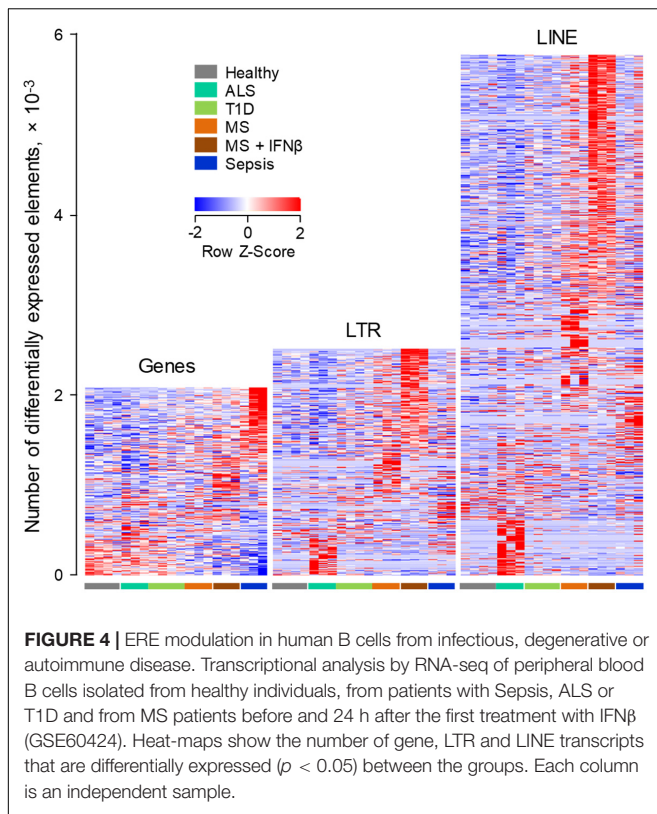 LINE
Healthy
ALS
T1D
MS
MS + IFNβ
Sepsis
-2 0 2
Row Z-Score
LTR
Genes
Number of differentially expressed elements, × 10-3
6
4
2
0
FIGURE 4 | ERE modulation in human B cells from infectious, degenerative or
autoimmune disease. Transcriptional analysis by RNA-seq of peripheral blood
B cells isolated from healthy individuals, from patients with Sepsis, ALS or
T1D and from MS patients before and 24 h after the first treatment with IFNβ
(GSE60424). Heat-maps show the number of gene, LTR and LINE transcripts
that are differentially expressed (p < 0.05) between the groups. Each column
is an independent sample.